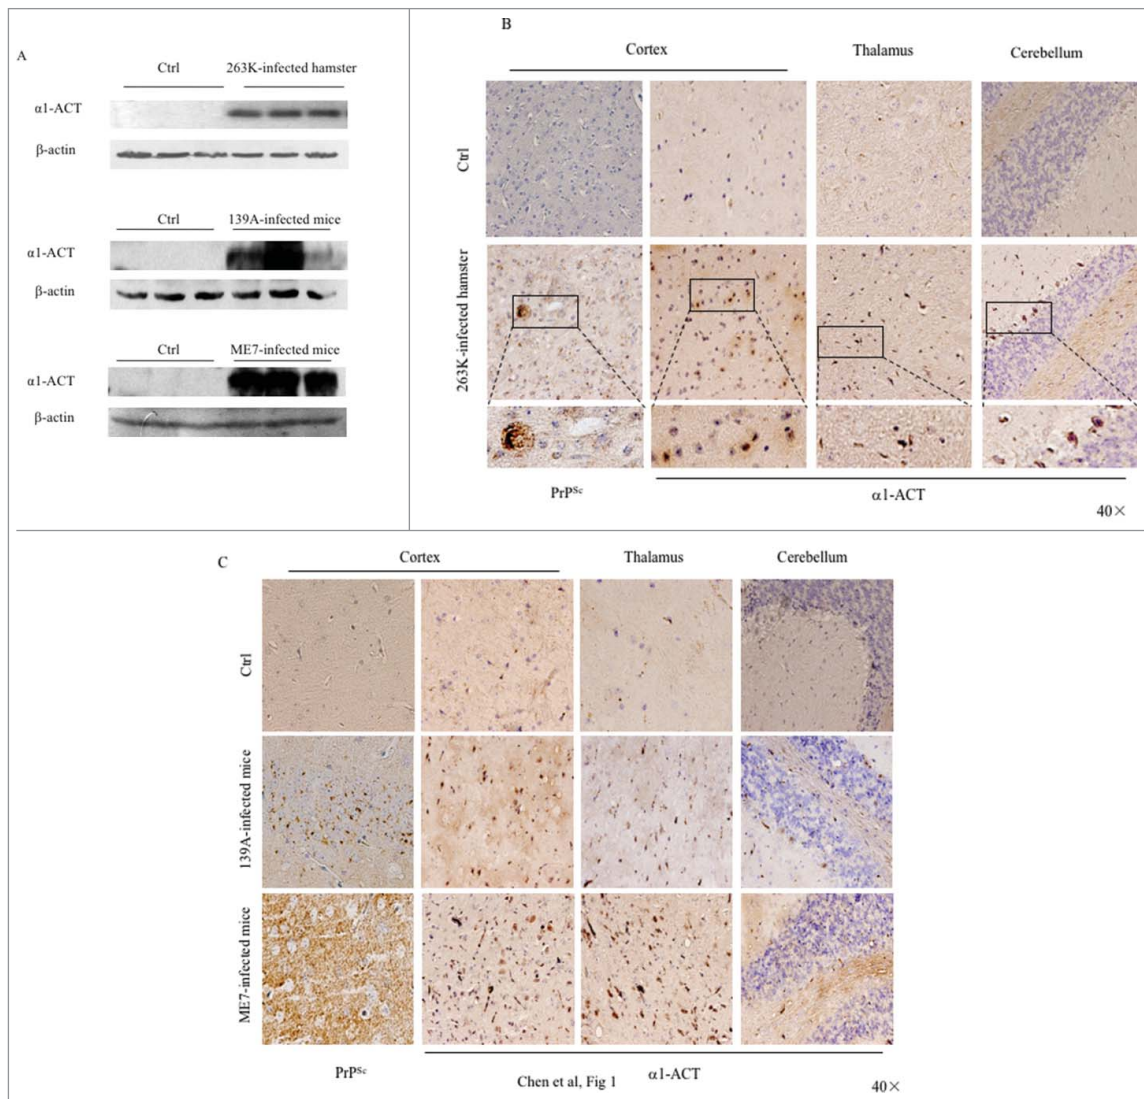 A
Ctrl 263K-infected hamster
α1-ACT
β-actin
Ctrl 139A-infected mice
α1-ACT
β-actin
Ctrl ME7-infected mice
α1-ACT
β-actin
B
Cortex Thalamus Cerebellum
Ctrl
263K-infected hamster
PrPSc α1-ACT
40×
C
Cortex Thalamus Cerebellum
Ctrl
139A-infected mice
ME7-infected mice
PrPSc α1-ACT
Chen et al, Fig 1 40×